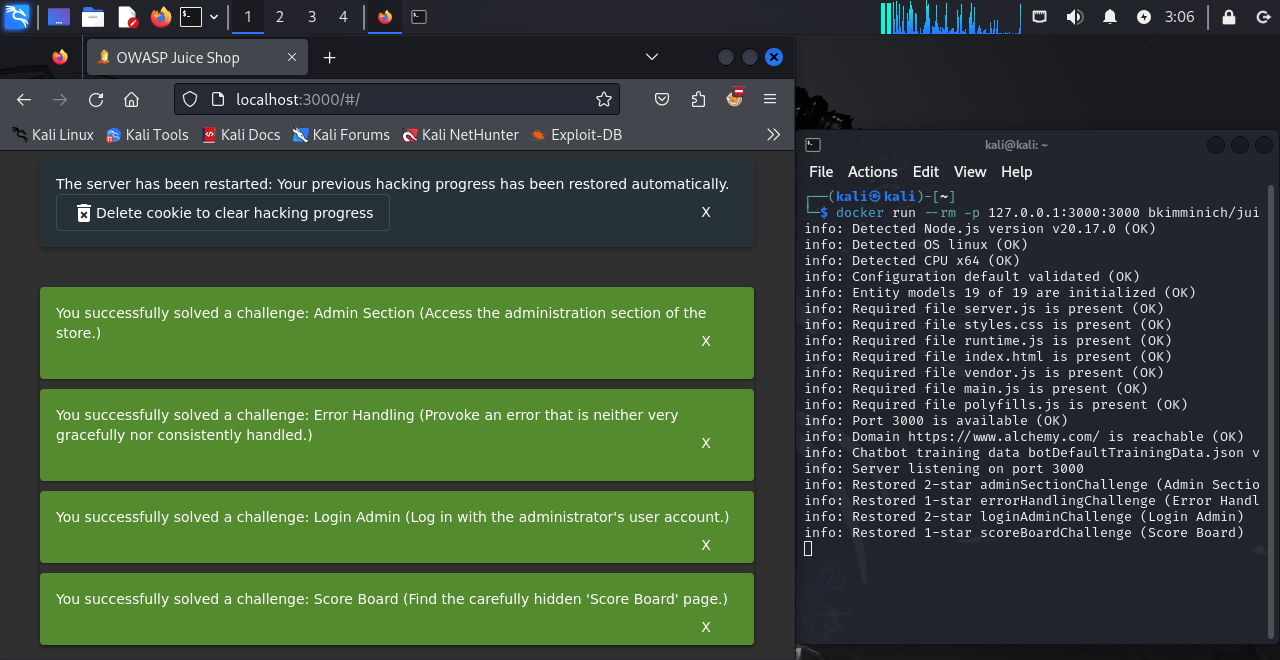 1 2 3 4
3:06
OWASP Juice Shop
localhost:3000/#/
Kali Linux Kali Tools Kali Docs Kali Forums Kali NetHunter Exploit-DB
The server has been restarted: Your previous hacking progress has been restored automatically.
Delete cookie to clear hacking progress
X
You successfully solved a challenge: Admin Section (Access the administration section of the
store.)
X
You successfully solved a challenge: Error Handling (Provoke an error that is neither very
gracefully nor consistently handled.)
X
You successfully solved a challenge: Login Admin (Log in with the administrator's user account.)
X
You successfully solved a challenge: Score Board (Find the carefully hidden 'Score Board' page.)
X
kali@kali: ~
File Actions Edit View Help
┌──(kali㉿kali)-[~]
└─$ docker run --rm -p 127.0.0.1:3000:3000 bkimminich/jui
info: Detected Node.js version v20.17.0 (OK)
info: Detected OS linux (OK)
info: Detected CPU x64 (OK)
info: Configuration default validated (OK)
info: Entity models 19 of 19 are initialized (OK)
info: Required file server.js is present (OK)
info: Required file styles.css is present (OK)
info: Required file runtime.js is present (OK)
info: Required file index.html is present (OK)
info: Required file vendor.js is present (OK)
info: Required file main.js is present (OK)
info: Required file polyfills.js is present (OK)
info: Port 3000 is available (OK)
info: Domain https://www.alchemy.com/ is reachable (OK)
info: Chatbot training data botDefaultTrainingData.json v
info: Server listening on port 3000
info: Restored 2-star adminSectionChallenge (Admin Sectio
info: Restored 1-star errorHandlingChallenge (Error Handl
info: Restored 2-star loginAdminChallenge (Login Admin)
info: Restored 1-star scoreBoardChallenge (Score Board)